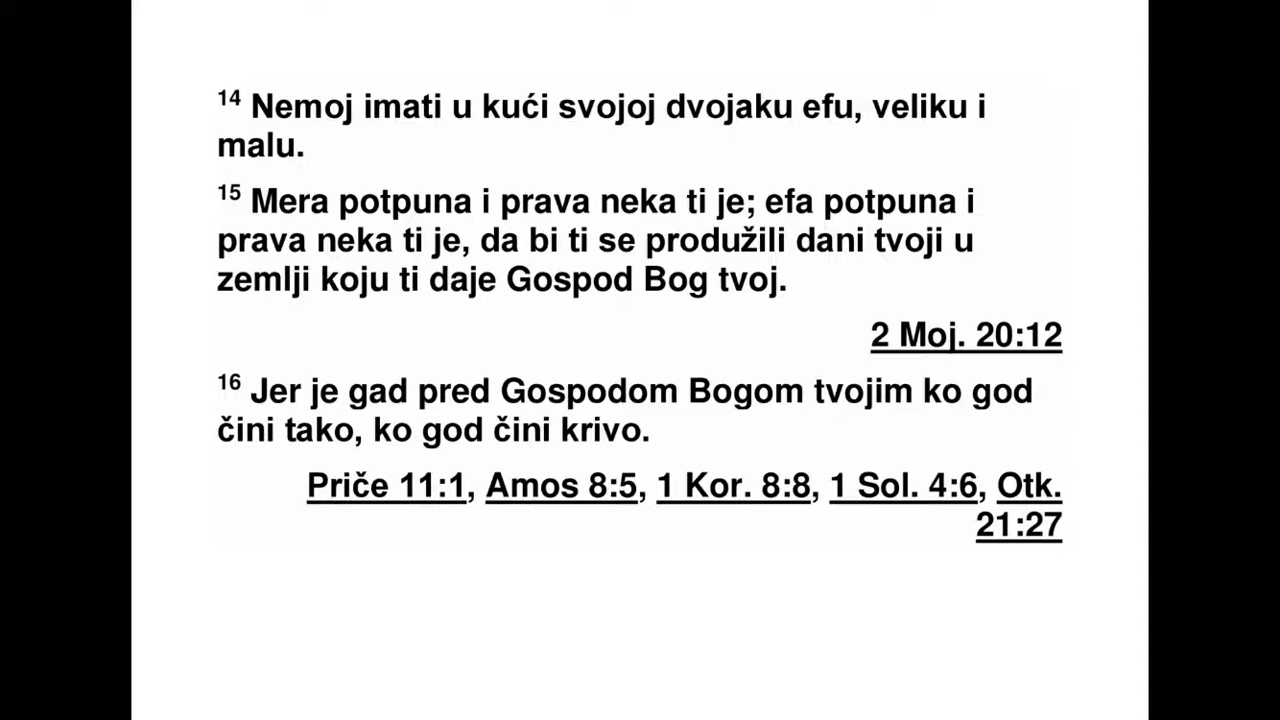 14 Nemoj imati u kući svojoj dvojaku efu, veliku i
malu.
15 Mera potpuna i prava neka ti je; efa potpuna i
prava neka ti je, da bi ti se produžili dani tvoji u
zemlji koju ti daje Gospod Bog tvoj.
2 Moj. 20:12
16 Jer je gad pred Gospodom Bogom tvojim ko god
čini tako, ko god čini krivo.
Priče 11:1, Amos 8:5, 1 Kor. 8:8, 1 Sol. 4:6, Otk.
21:27